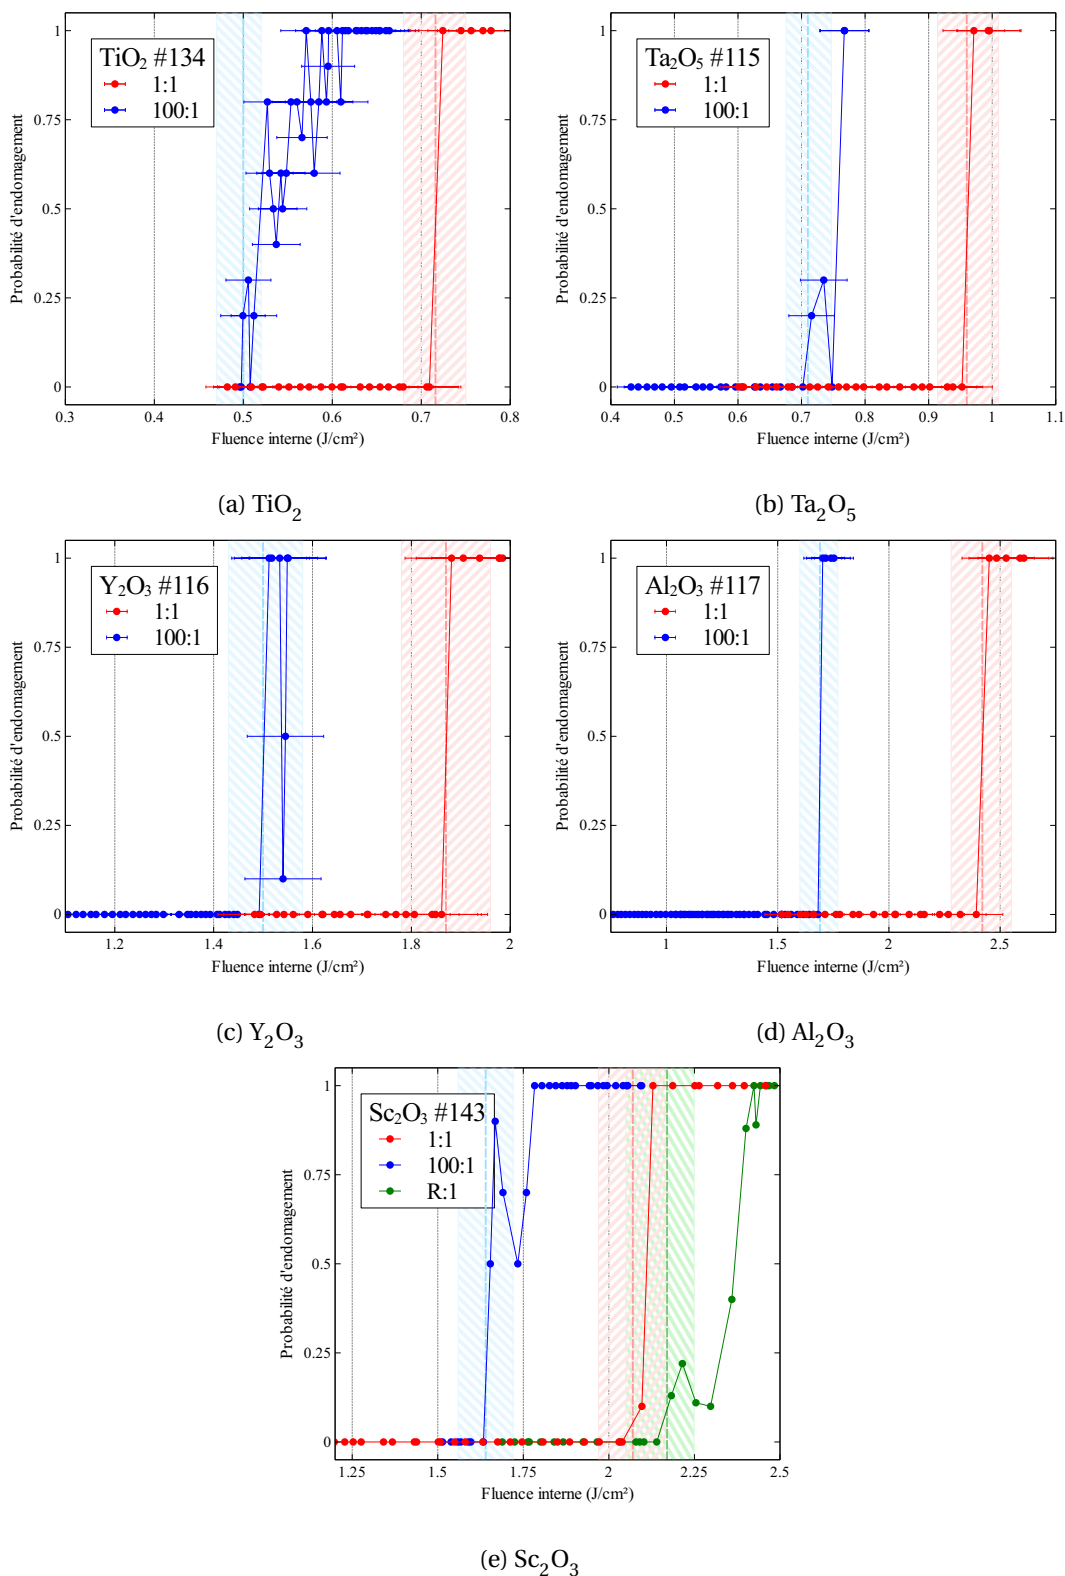 TiO₂ #134
1:1
100:1
Probabilité d'endomagement
1
0.75
0.5
0.25
0
0.3 0.4 0.5 0.6 0.7 0.8
Fluence interne (J/cm²)
(a) TiO₂
Ta₂O₅ #115
1:1
100:1
Probabilité d'endomagement
1
0.75
0.5
0.25
0
0.4 0.5 0.6 0.7 0.8 0.9 1 1.1
Fluence interne (J/cm²)
(b) Ta₂O₅
Y₂O₃ #116
1:1
100:1
Probabilité d'endomagement
1
0.75
0.5
0.25
0
1.2 1.4 1.6 1.8 2
Fluence interne (J/cm²)
(c) Y₂O₃
Al₂O₃ #117
1:1
100:1
Probabilité d'endomagement
1
0.75
0.5
0.25
0
1 1.5 2 2.5
Fluence interne (J/cm²)
(d) Al₂O₃
Sc₂O₃ #143
1:1
100:1
R:1
Probabilité d'endomagement
1
0.75
0.5
0.25
0
1.25 1.5 1.75 2 2.25 2.5
Fluence interne (J/cm²)
(e) Sc₂O₃